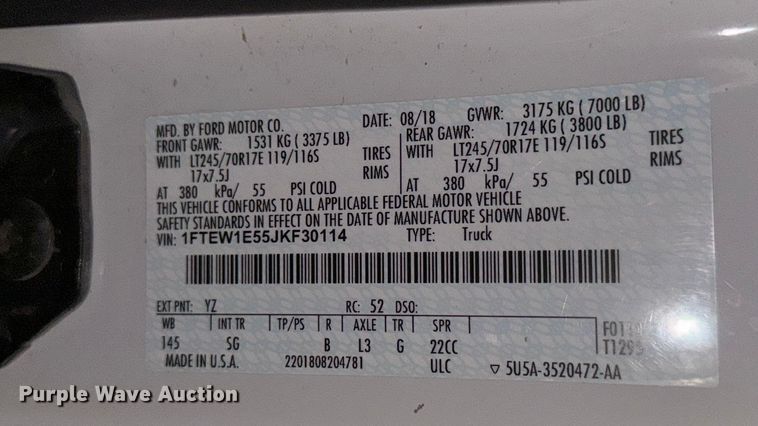 MFD. BY FORD MOTOR CO. DATE: 08/18 GVWR: 3175 KG ( 7000 LB)
FRONT GAWR: 1531 KG ( 3375 LB) REAR GAWR: 1724 KG ( 3800 LB)
WITH LT245/70R17E 119/116S TIRES WITH LT245/70R17E 119/116S TIRES
17x7.5J RIMS 17x7.5J RIMS
AT 380 kPa/ 55 PSI COLD AT 380 kPa/ 55 PSI COLD
THIS VEHICLE CONFORMS TO ALL APPLICABLE FEDERAL MOTOR VEHICLE
SAFETY STANDARDS IN EFFECT ON THE DATE OF MANUFACTURE SHOWN ABOVE.
VIN: 1FTEW1E55JKF30114 TYPE: Truck
EXT PNT: YZ RC: 52 DSO:
WB INT TR TP/PS R AXLE TR SPR
145 SG B L3 G 22CC
MADE IN U.S.A. 2201808204781 ULC ▽ 5U5A-3520472-AA
Purple Wave Auction